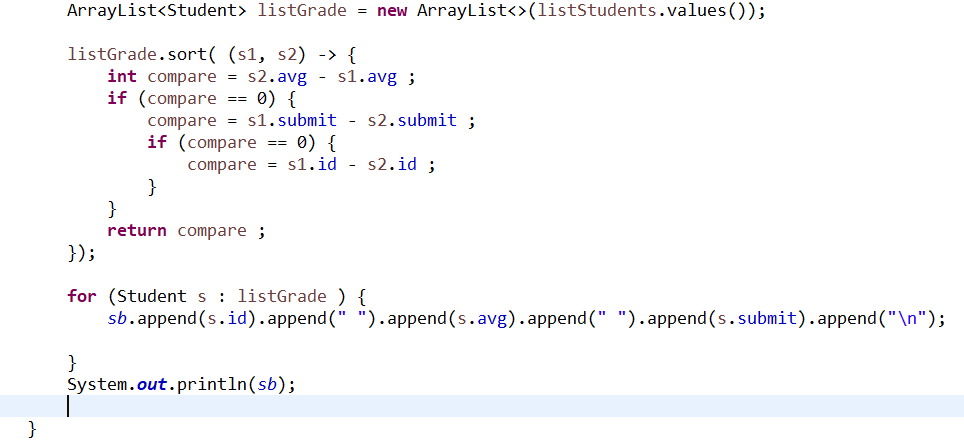 ArrayList<Student> listGrade = new ArrayList<>(listStudents.values());
listGrade.sort( (s1, s2) -> {
int compare = s2.avg - s1.avg ;
if (compare == 0) {
compare = s1.submit - s2.submit ;
if (compare == 0) {
compare = s1.id - s2.id ;
}
}
return compare ;
});
for (Student s : listGrade ) {
sb.append(s.id).append(" ").append(s.avg).append(" ").append(s.submit).append("\n");
}
System.out.println(sb);
}